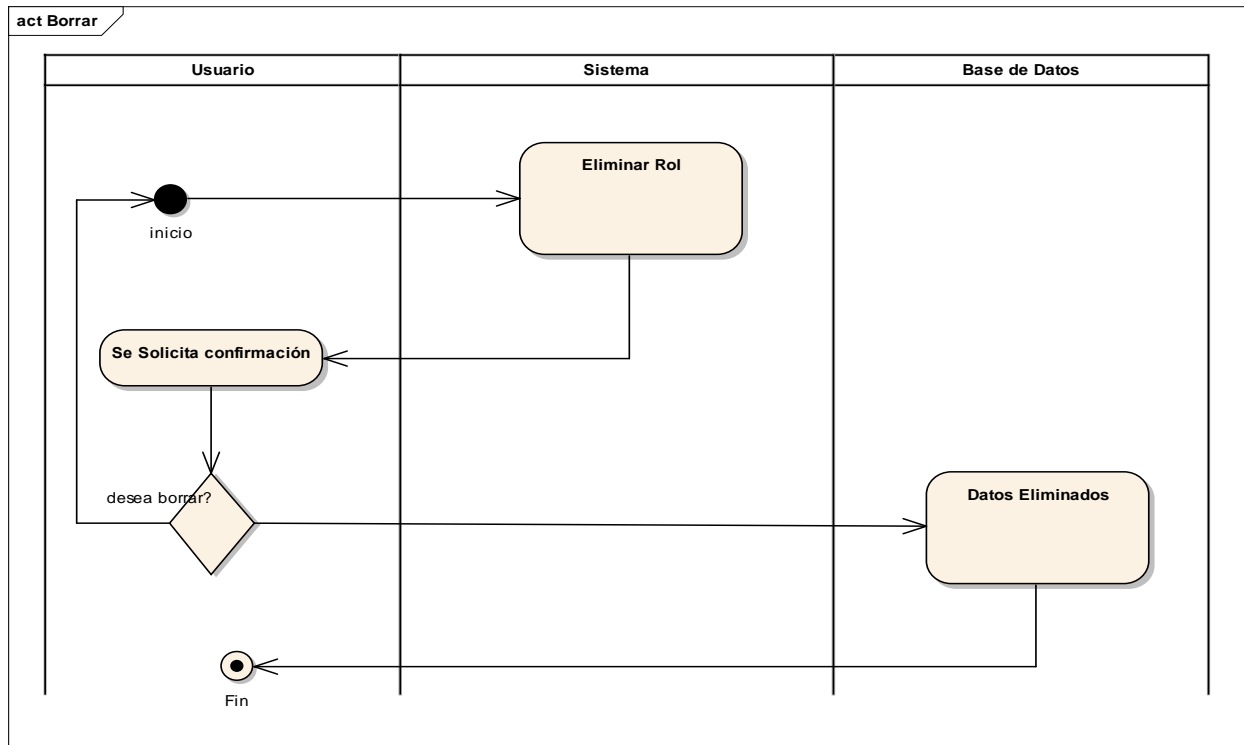 act Borrar
Usuario
Sistema
Base de Datos
Eliminar Rol
inicio
Se Solicita confirmación
desea borrar?
Datos Eliminados
Fin